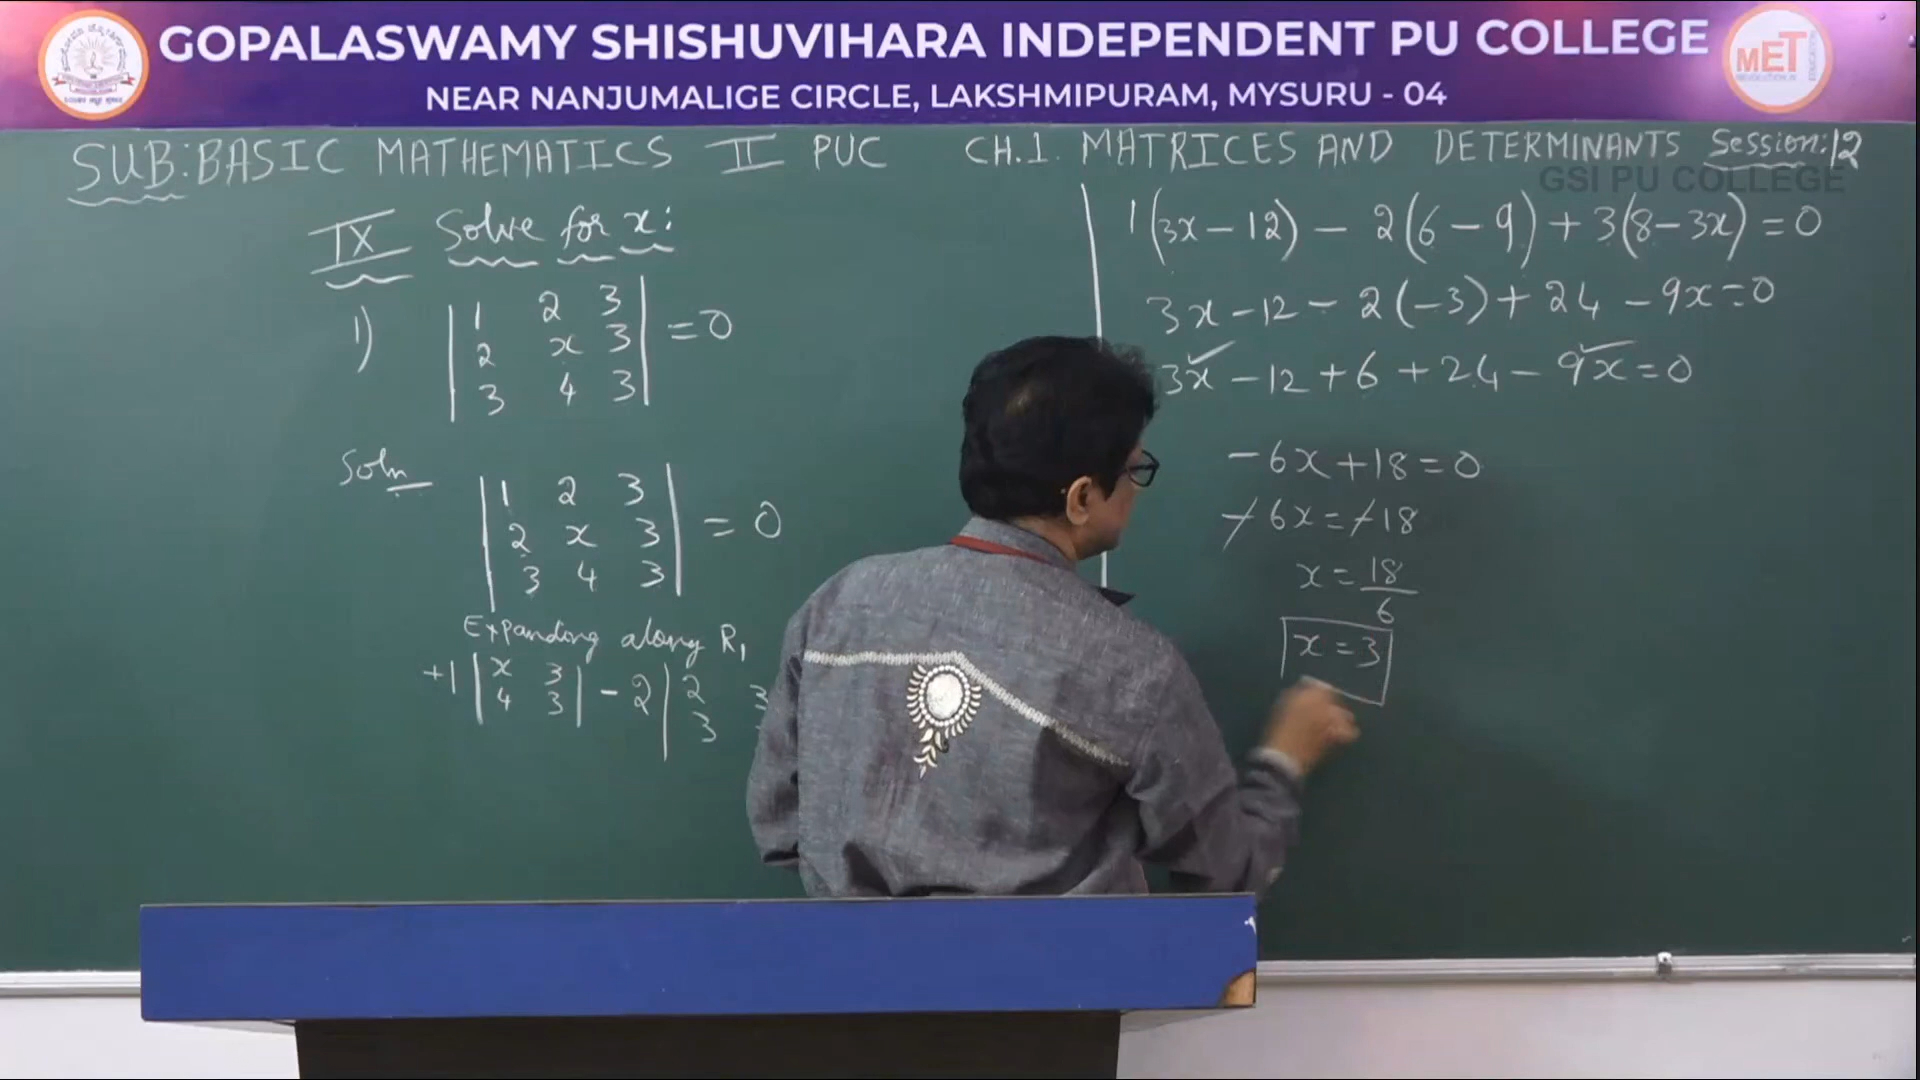 GOPALASWAMY SHISHUVIHARA INDEPENDENT PU COLLEGE
NEAR NANJUMALIGE CIRCLE, LAKSHMIPURAM, MYSURU - 04
MET
SUB: BASIC MATHEMATICS II PUC CH.1. MATRICES AND DETERMINANTS Session: 12
GSI PU COLLEGE
IX Solve for x:
1) | 1 2 3 |
| 2 x 3 | = 0
| 3 4 3 |
Soln
| 1 2 3 |
| 2 x 3 | = 0
| 3 4 3 |
Expanding along R₁
+1 | x 3 | - 2 | 2 3
| 4 3 | | 3
1(3x - 12) - 2(6 - 9) + 3(8 - 3x) = 0
3x - 12 - 2(-3) + 24 - 9x = 0
3x - 12 + 6 + 24 - 9x = 0
-6x + 18 = 0
-6x = -18
x = 18/6
x = 3